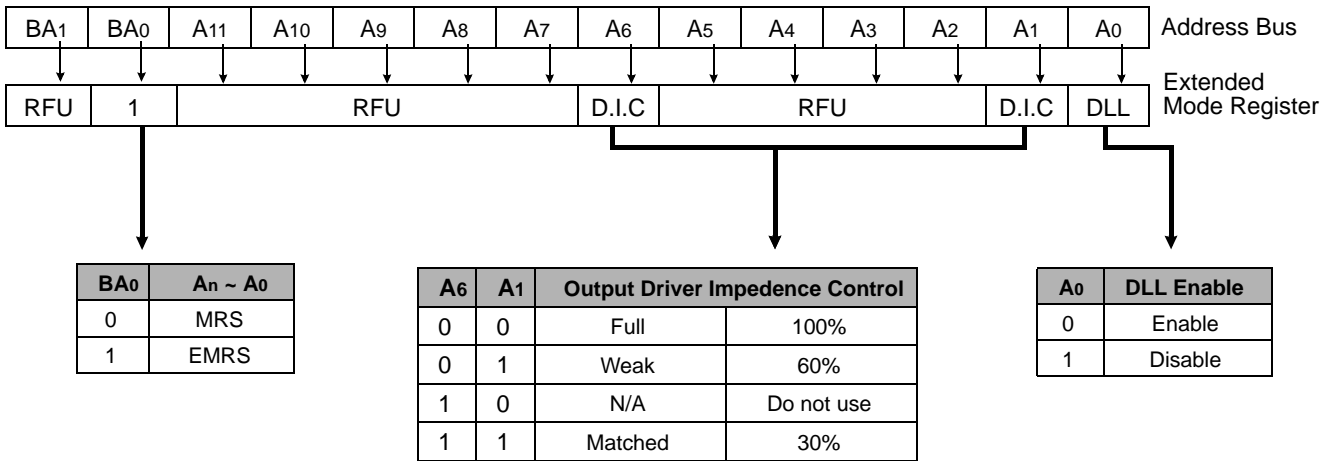 BA1 BA0 A11 A10 A9 A8 A7 A6 A5 A4 A3 A2 A1 A0 Address Bus
RFU 1 RFU D.I.C RFU D.I.C DLL Extended
Mode Register
BA0 An ~ A0
0 MRS
1 EMRS
A6 A1 Output Driver Impedence Control
0 0 Full 100%
0 1 Weak 60%
1 0 N/A Do not use
1 1 Matched 30%
A0 DLL Enable
0 Enable
1 Disable